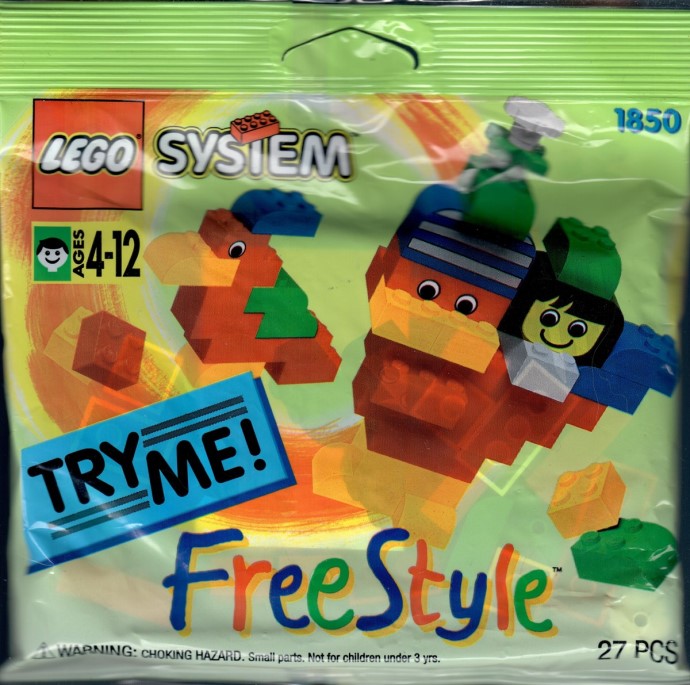 1850
LEGO® SYSTEM™
AGES 4-12
TRY ME!
FreeStyle™
WARNING: CHOKING HAZARD. Small parts. Not for children under 3 yrs.
27 PCS